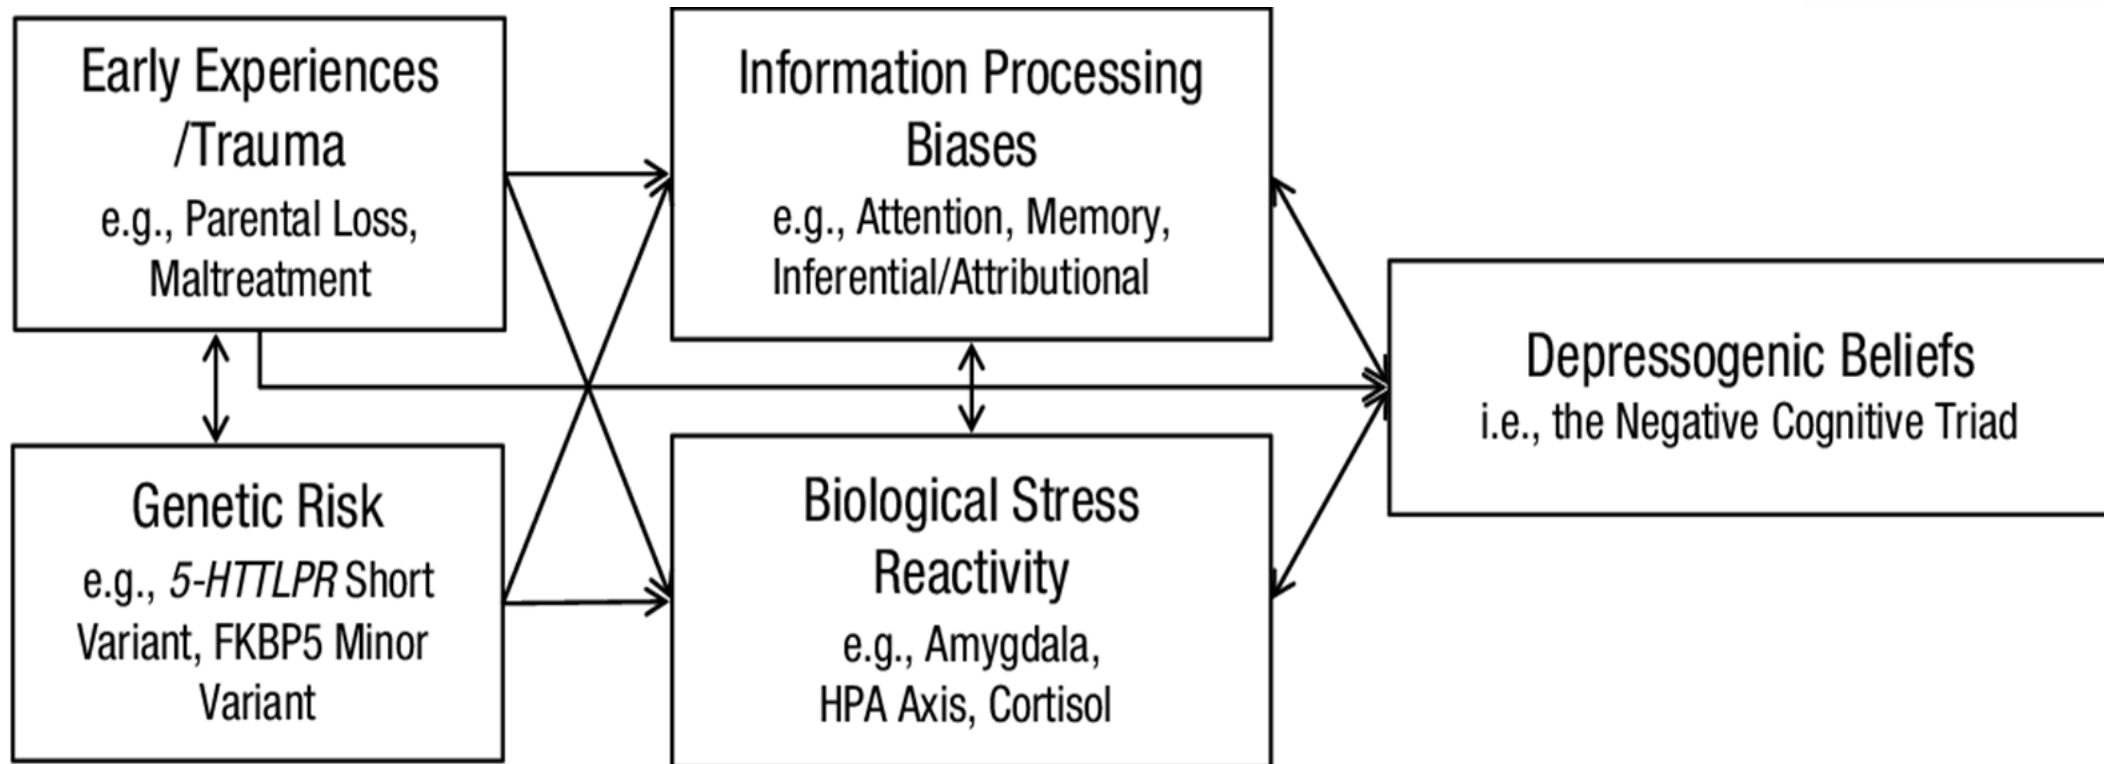 Early Experiences
/Trauma
e.g., Parental Loss,
Maltreatment
Genetic Risk
e.g., 5-HTTLPR Short
Variant, FKBP5 Minor
Variant
Information Processing
Biases
e.g., Attention, Memory,
Inferential/Attributional
Biological Stress
Reactivity
e.g., Amygdala,
HPA Axis, Cortisol
Depressogenic Beliefs
i.e., the Negative Cognitive Triad